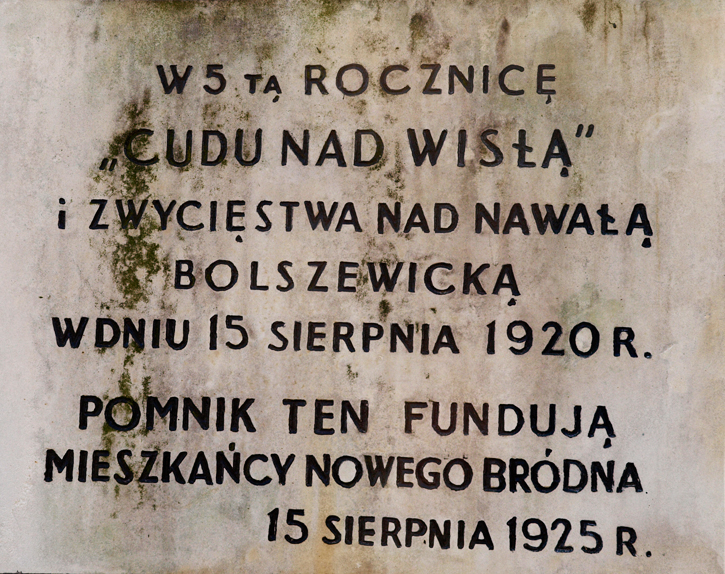 W 5 TĄ ROCZNICĘ
„CUDU NAD WISŁĄ”
i ZWYCIĘSTWA NAD NAWAŁĄ
BOLSZEWICKĄ
W DNIU 15 SIERPNIA 1920 R.
POMNIK TEN FUNDUJĄ
MIESZKAŃCY NOWEGO BRÓDNA
15 SIERPNIA 1925 R.